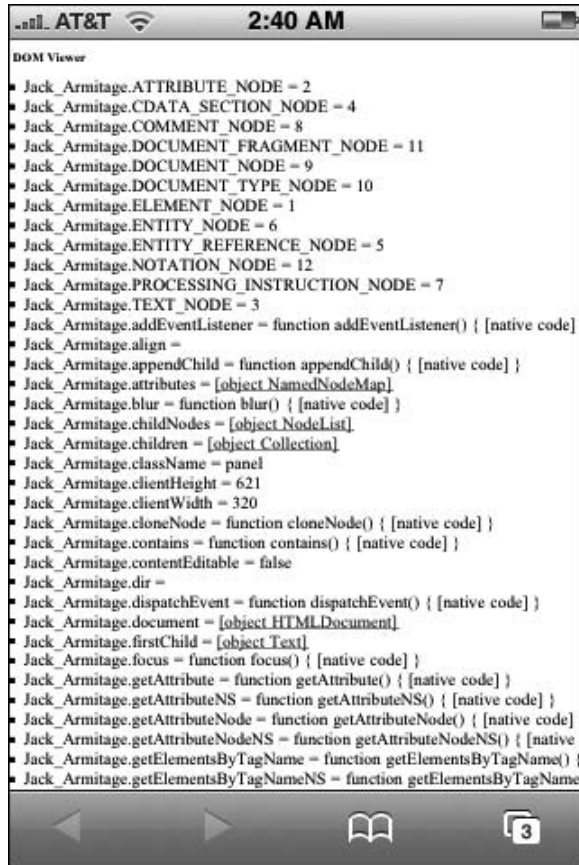 AT&T 2:40 AM
DOM Viewer
Jack_Armitage.ATTRIBUTE_NODE = 2
Jack_Armitage.CDATA_SECTION_NODE = 4
Jack_Armitage.COMMENT_NODE = 8
Jack_Armitage.DOCUMENT_FRAGMENT_NODE = 11
Jack_Armitage.DOCUMENT_NODE = 9
Jack_Armitage.DOCUMENT_TYPE_NODE = 10
Jack_Armitage.ELEMENT_NODE = 1
Jack_Armitage.ENTITY_NODE = 6
Jack_Armitage.ENTITY_REFERENCE_NODE = 5
Jack_Armitage.NOTATION_NODE = 12
Jack_Armitage.PROCESSING_INSTRUCTION_NODE = 7
Jack_Armitage.TEXT_NODE = 3
Jack_Armitage.addEventListener = function addEventListener() { [native code]
Jack_Armitage.align =
Jack_Armitage.appendChild = function appendChild() { [native code] }
Jack_Armitage.attributes = [object NamedNodeMap]
Jack_Armitage.blur = function blur() { [native code] }
Jack_Armitage.childNodes = [object NodeList]
Jack_Armitage.children = [object Collection]
Jack_Armitage.className = panel
Jack_Armitage.clientHeight = 621
Jack_Armitage.clientWidth = 320
Jack_Armitage.cloneNode = function cloneNode() { [native code] }
Jack_Armitage.contains = function contains() { [native code] }
Jack_Armitage.contentEditable = false
Jack_Armitage.dir =
Jack_Armitage.dispatchEvent = function dispatchEvent() { [native code] }
Jack_Armitage.document = [object HTMLDocument]
Jack_Armitage.firstChild = [object Text]
Jack_Armitage.focus = function focus() { [native code] }
Jack_Armitage.getAttribute = function getAttribute() { [native code] }
Jack_Armitage.getAttributeNS = function getAttributeNS() { [native code] }
Jack_Armitage.getAttributeNode = function getAttributeNode() { [native code]
Jack_Armitage.getAttributeNodeNS = function getAttributeNodeNS() { [native
Jack_Armitage.getElementsByTagName = function getElementsByTagName() {
Jack_Armitage.getElementsByTagNameNS = function getElementsByTagName
3